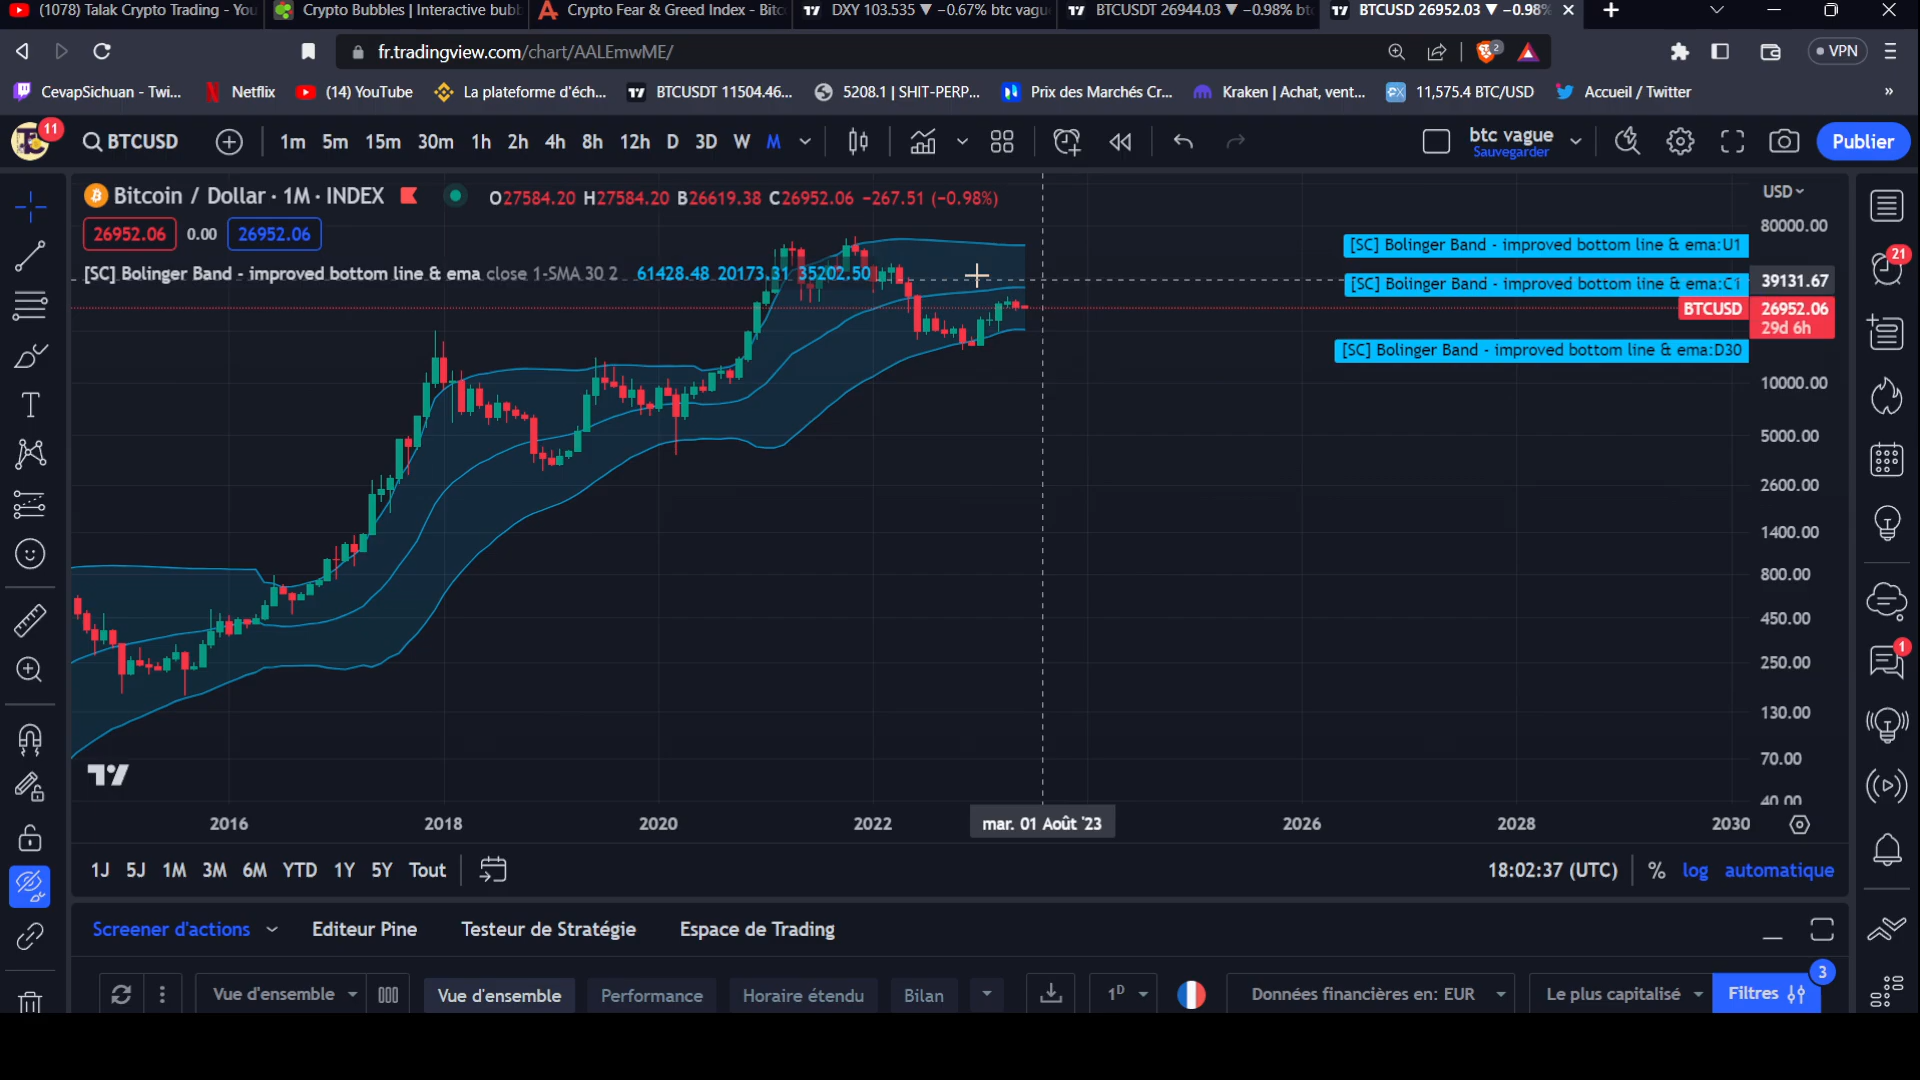 (1078) Talak Crypto Trading - You
Crypto Bubbles | Interactive bubb
Crypto Fear & Greed Index - Bitc
DXY 103.535 ▼ −0.67% btc vagu
BTCUSDT 26944.03 ▼ −0.98% bt
BTCUSD 26952.03 ▼ −0.98%
fr.tradingview.com/chart/AALEmwME/
2
VPN
CevapSichuan - Twi...
Netflix
(14) YouTube
La plateforme d'éch...
BTCUSDT 11504.46...
5208.1 | SHIT-PERP...
Prix des Marchés Cr...
Kraken | Achat, vent...
11,575.4 BTC/USD
Accueil / Twitter
»
11
BTCUSD
1m 5m 15m 30m 1h 2h 4h 8h 12h D 3D W M
btc vague
Sauvegarder
Publier
Bitcoin / Dollar · 1M · INDEX
O27584.20 H27584.20 B26619.38 C26952.06 −267.51 (−0.98%)
USD
26952.06 0.00 26952.06
[SC] Bolinger Band - improved bottom line & ema close 1-SMA 30 2 61428.48 20173.31 35202.50
[SC] Bolinger Band - improved bottom line & ema:U1
[SC] Bolinger Band - improved bottom line & ema:C1
[SC] Bolinger Band - improved bottom line & ema:D30
80000.00
39131.67
BTCUSD 26952.06
29d 6h
10000.00
5000.00
2600.00
1400.00
800.00
450.00
250.00
130.00
70.00
40.00
21
1
2016 2018 2020 2022 mar. 01 Août '23 2026 2028 2030
1J 5J 1M 3M 6M YTD 1Y 5Y Tout
18:02:37 (UTC) % log automatique
Screener d'actions Editeur Pine Testeur de Stratégie Espace de Trading
3
Vue d'ensemble
Vue d'ensemble Performance Horaire étendu Bilan
1D
Données financières en: EUR
Le plus capitalisé
Filtres